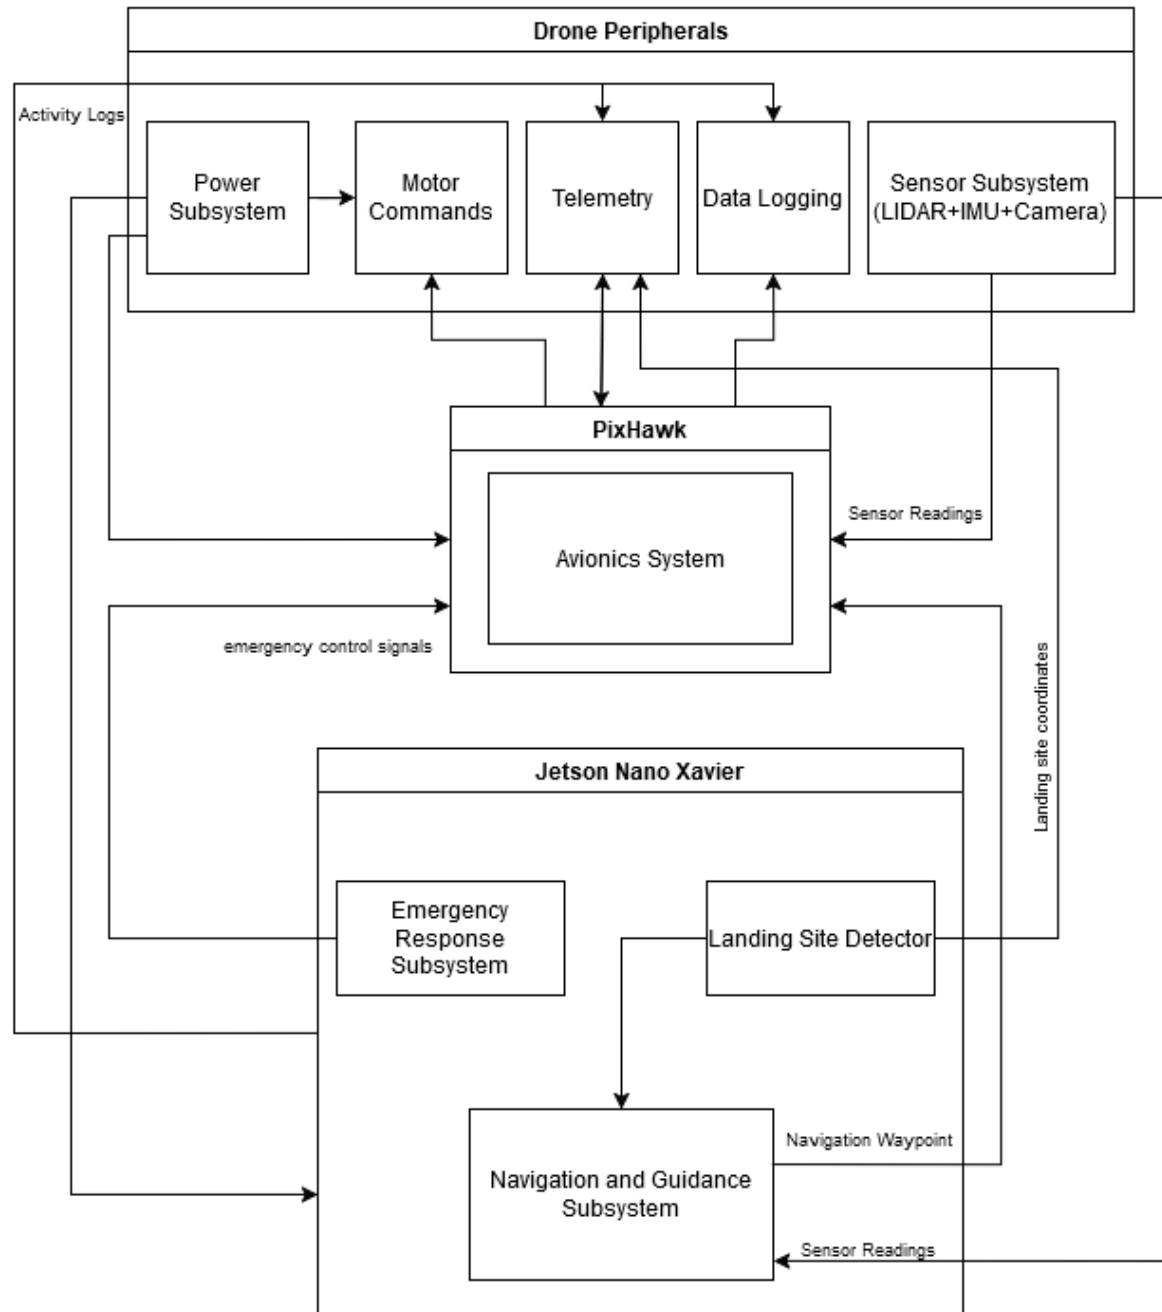 Drone Peripherals
Activity Logs
Power
Subsystem
Motor
Commands
Telemetry
Data Logging
Sensor Subsystem
(LIDAR+IMU+Camera)
PixHawk
Avionics System
Sensor Readings
emergency control signals
Landing site coordinates
Jetson Nano Xavier
Emergency
Response
Subsystem
Landing Site Detector
Navigation and Guidance
Subsystem
Navigation Waypoint
Sensor Readings